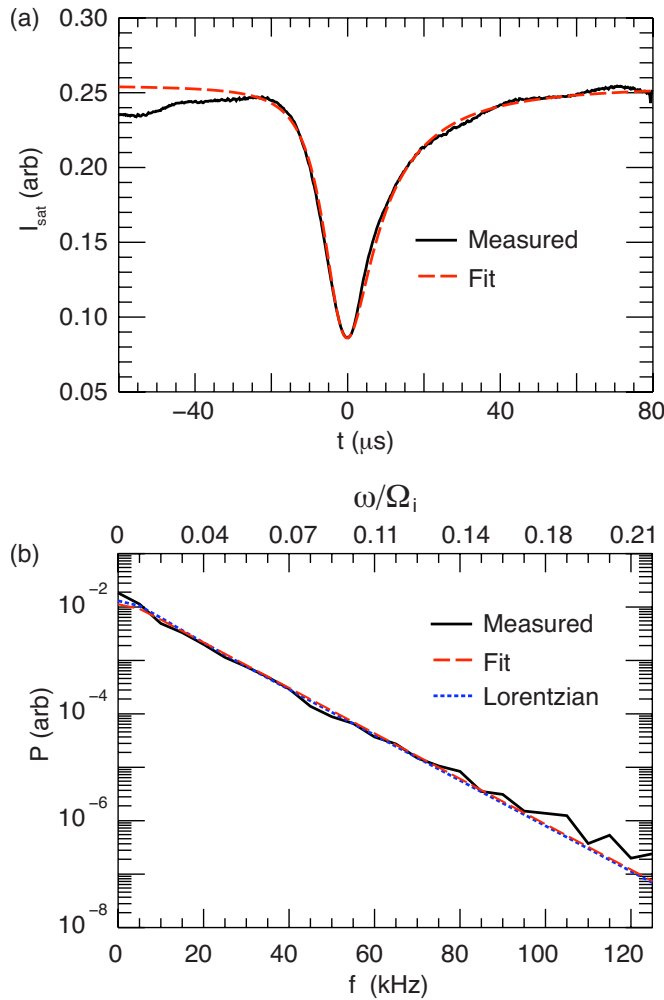 (a)
0.30
0.25
0.20
0.15
0.10
0.05
I_sat (arb)
Measured
Fit
−40
0
40
80
t (μs)
ω/Ω_i
0
0.04
0.07
0.11
0.14
0.18
0.21
(b)
10^−2
10^−4
10^−6
10^−8
P (arb)
Measured
Fit
Lorentzian
0
20
40
60
80
100
120
f (kHz)